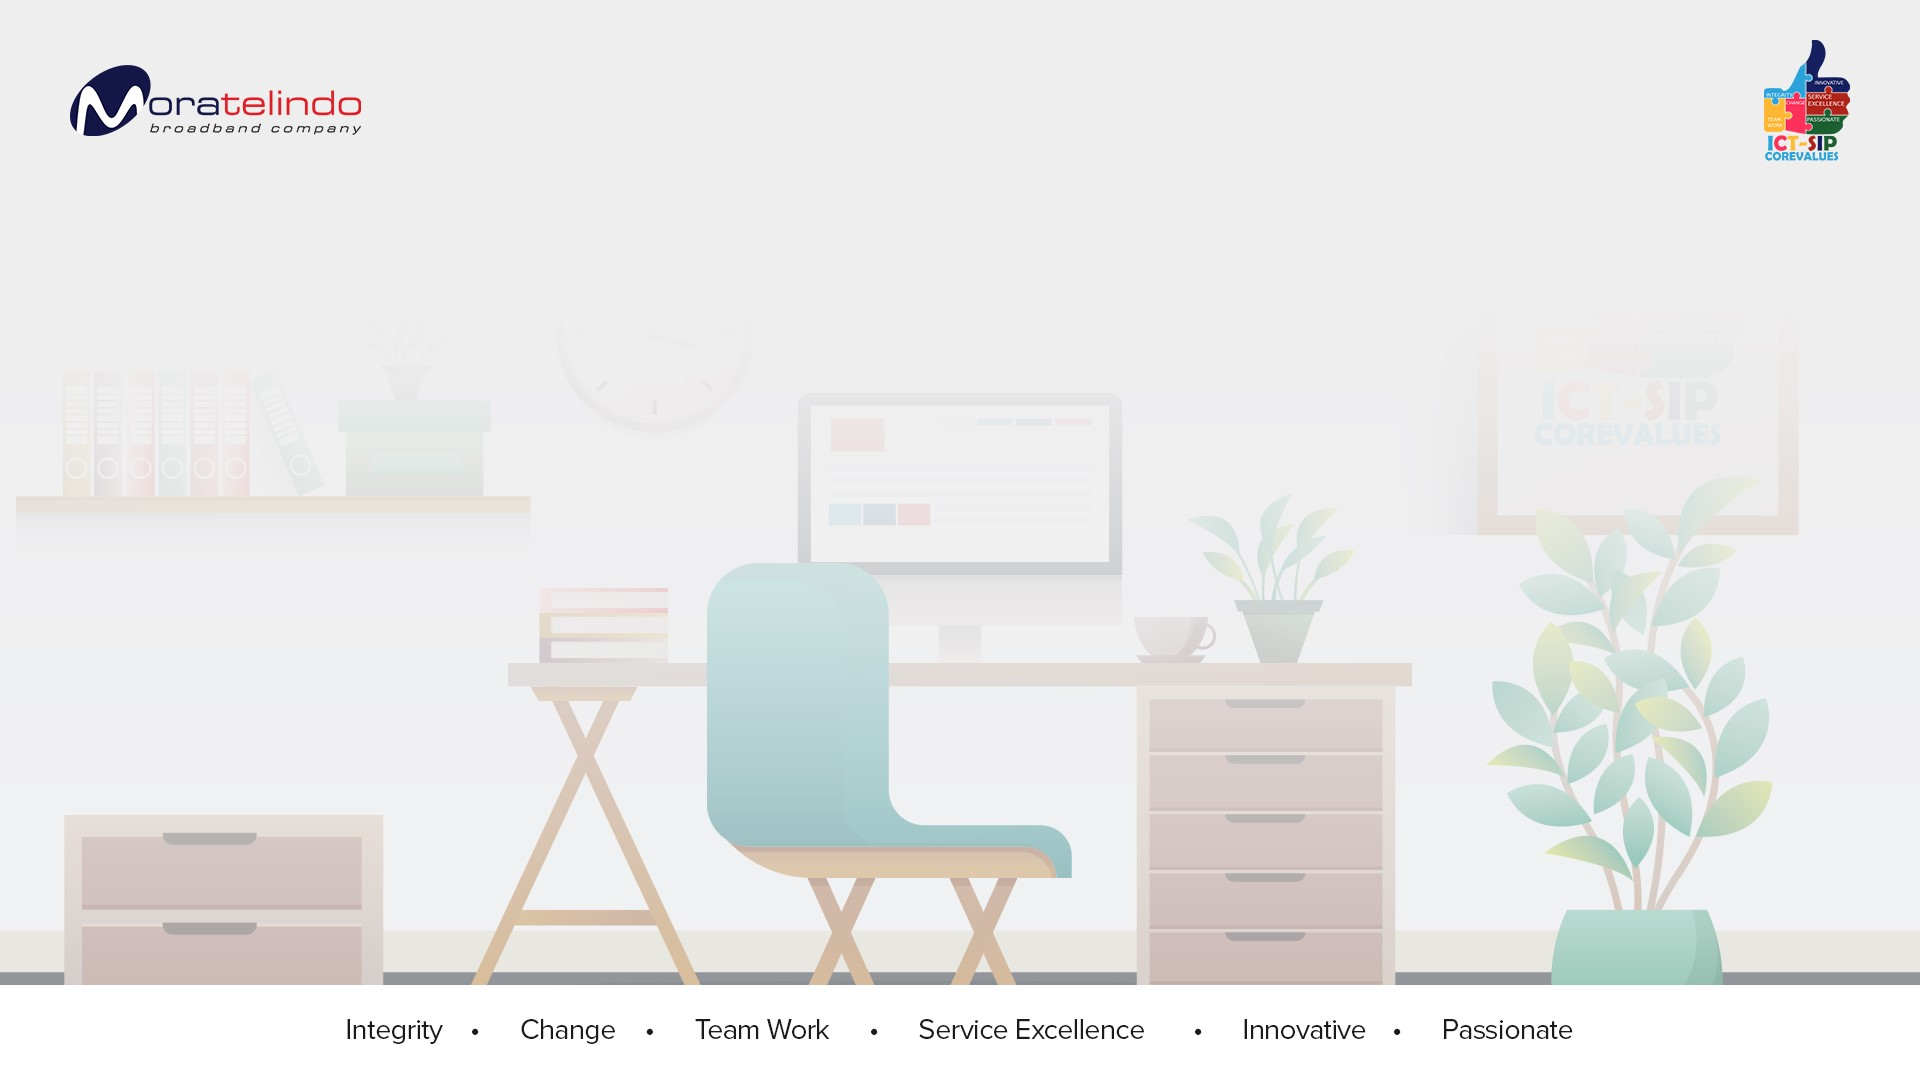 Moratelindo
broadband company
INNOVATIVE
INTEGRITY
CHANGE
SERVICE
EXCELLENCE
TEAM
WORK
PASSIONATE
ICT-SIP
COREVALUES
ICT-SIP
COREVALUES
Integrity • Change • Team Work • Service Excellence • Innovative • Passionate